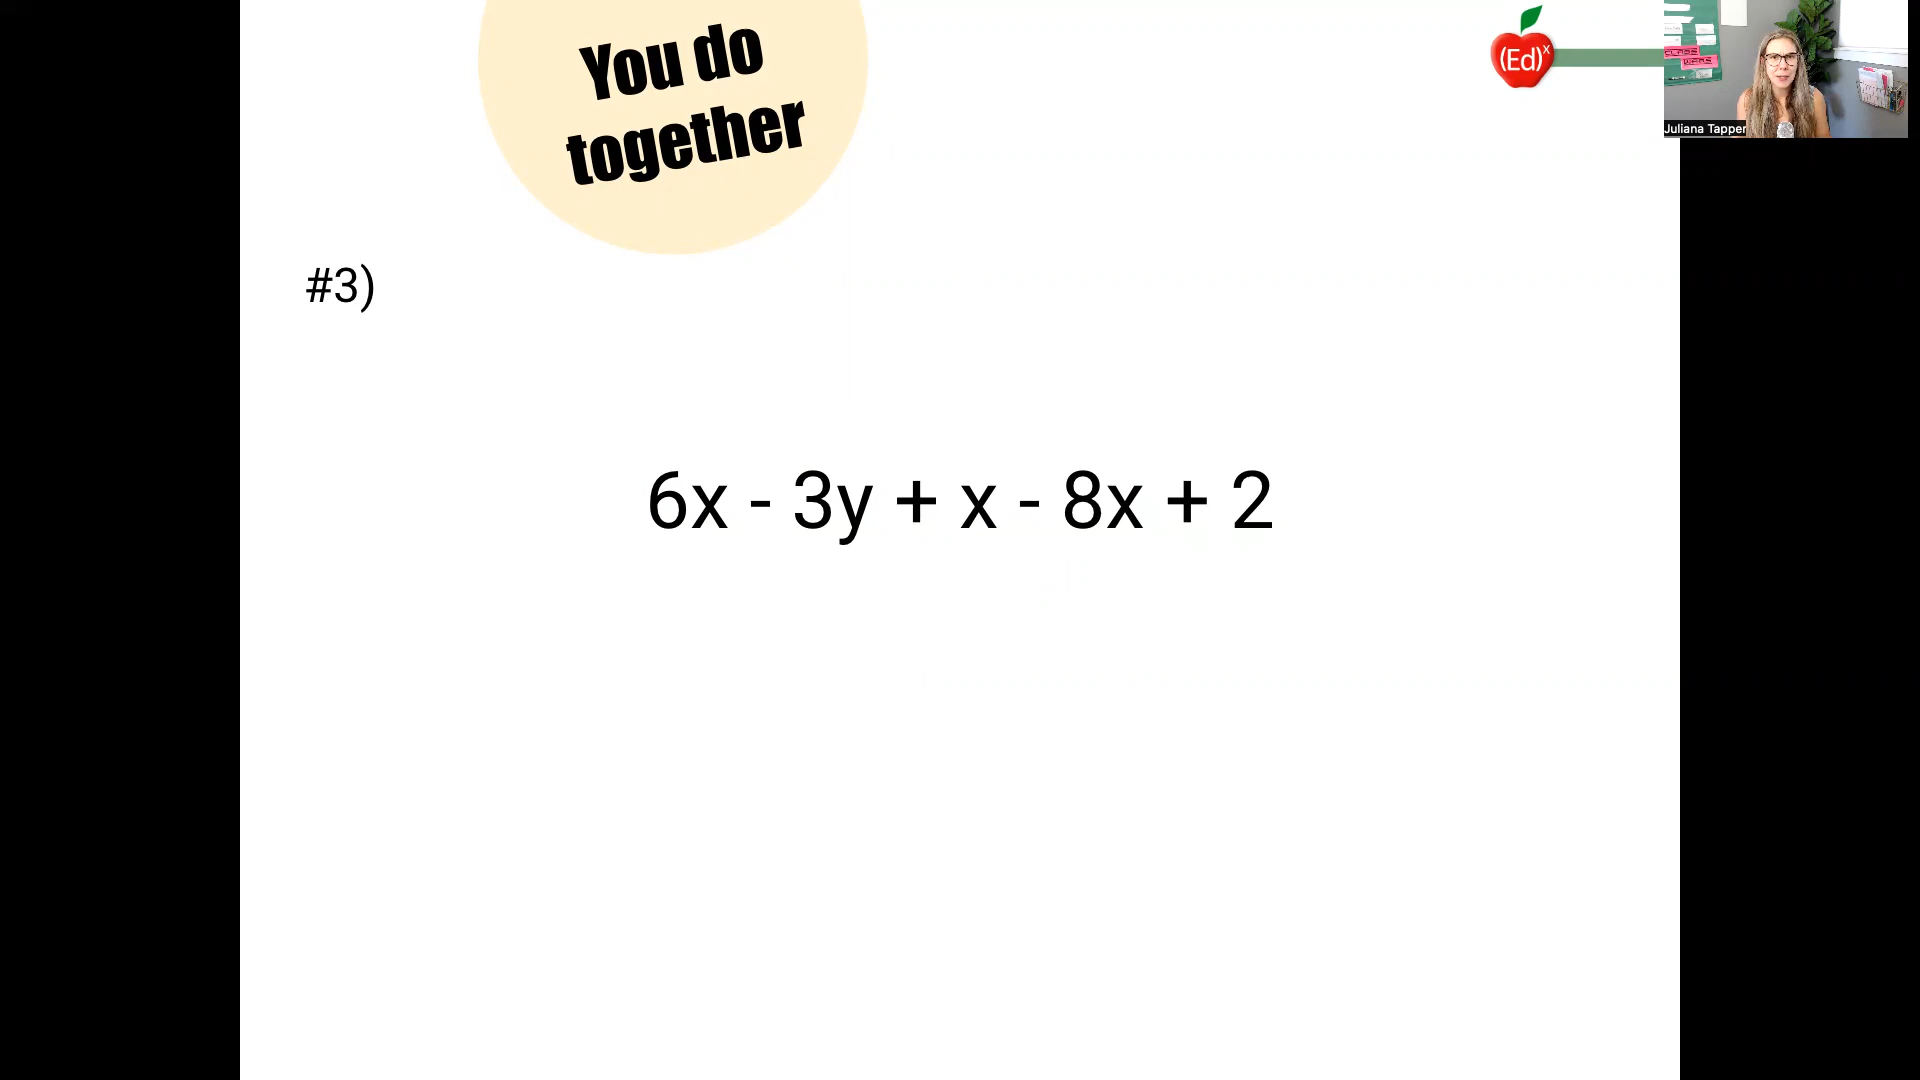 You do
together
(Ed)x
Juliana Tapper
#3)
6x - 3y + x - 8x + 2